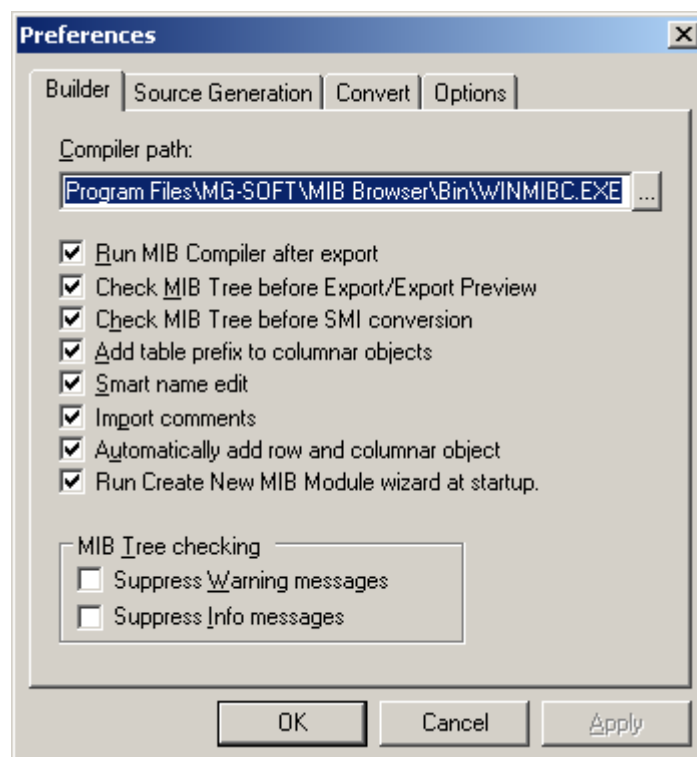 Preferences
Builder
Source Generation
Convert
Options
Compiler path:
Program Files\MG-SOFT\MIB Browser\Bin\WINMIBC.EXE
...
Run MIB Compiler after export
Check MIB Tree before Export/Export Preview
Check MIB Tree before SMI conversion
Add table prefix to columnar objects
Smart name edit
Import comments
Automatically add row and columnar object
Run Create New MIB Module wizard at startup.
MIB Tree checking
Suppress Warning messages
Suppress Info messages
OK
Cancel
Apply